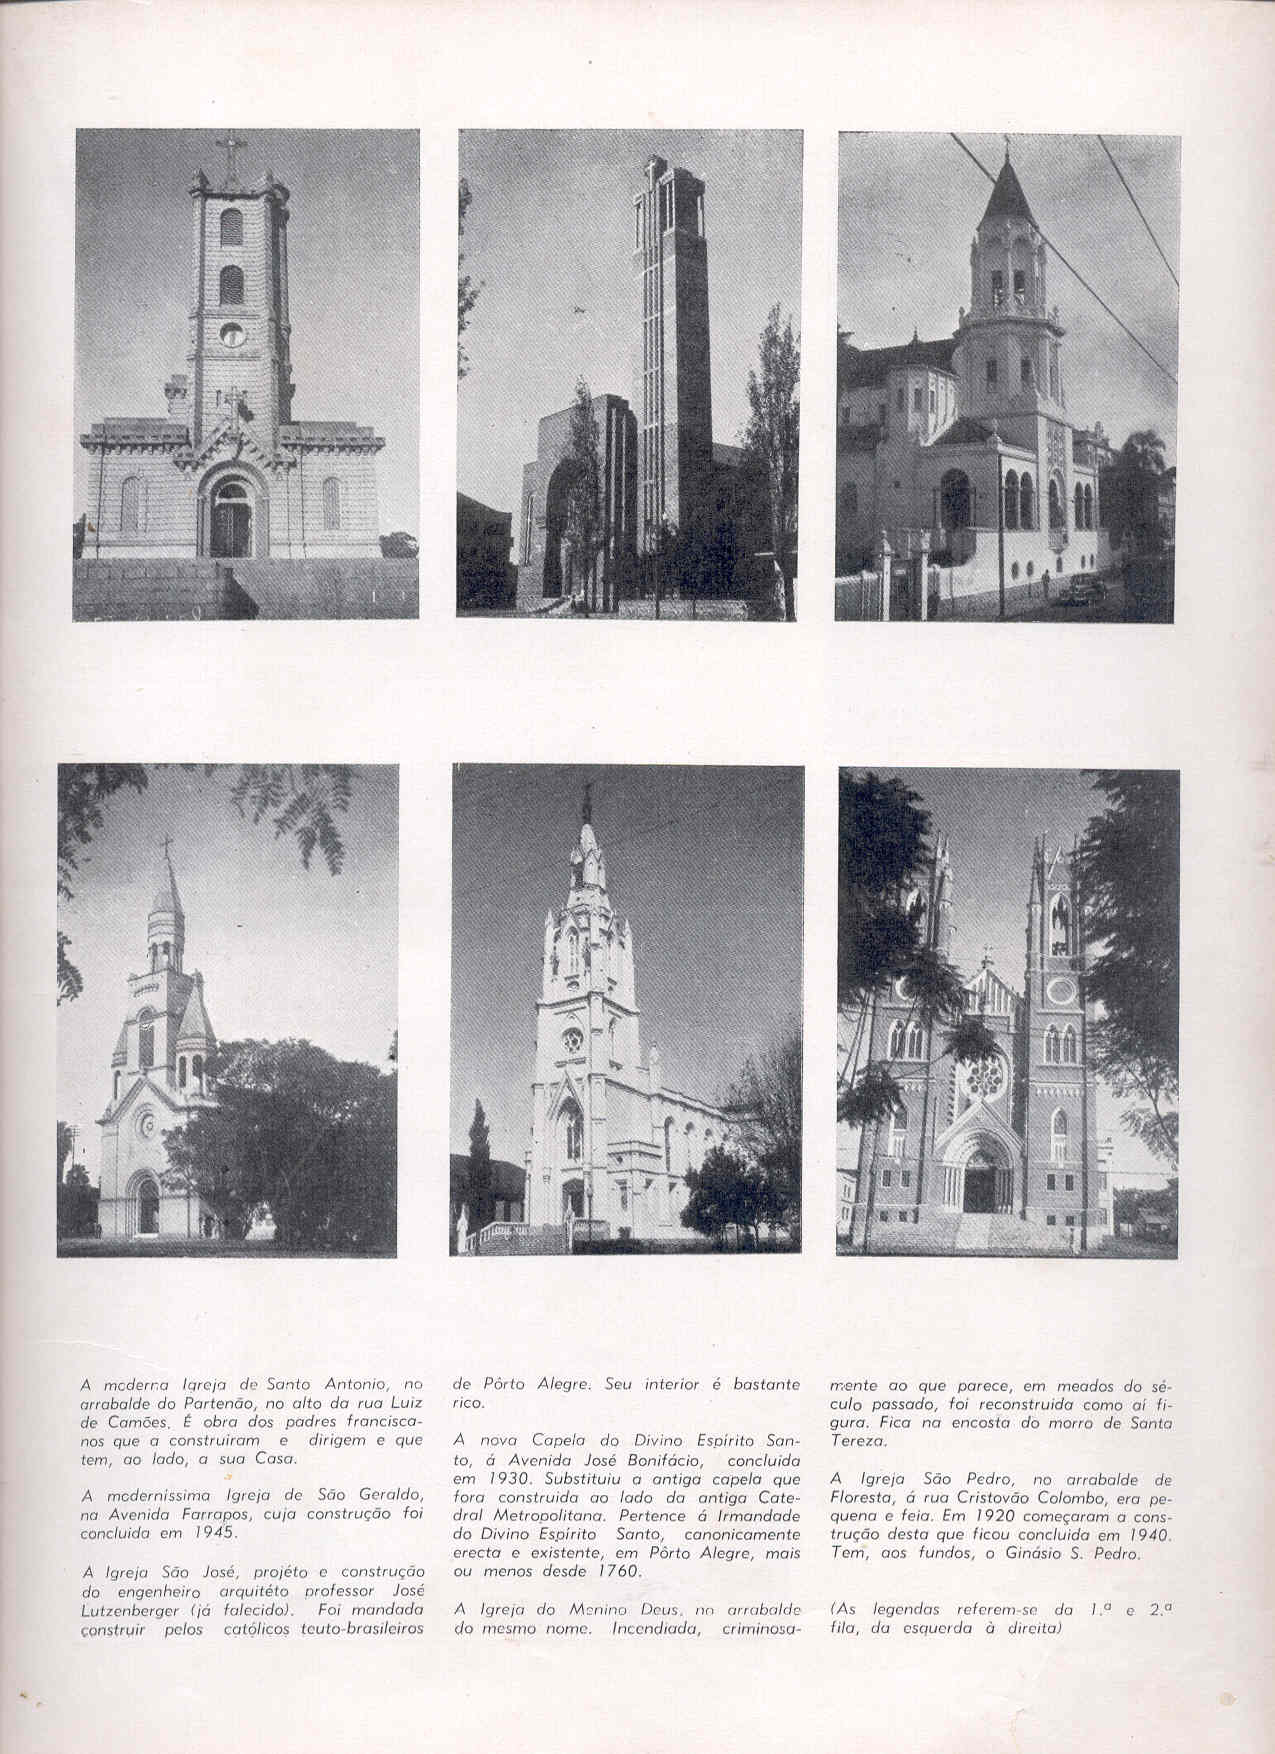 A moderna Igreja de Santo Antonio, no
arrabalde do Partenão, no alto da rua Luiz
de Camões. É obra dos padres francisca-
nos que a construiram e dirigem e que
tem, ao lado, a sua Casa.
A moderníssima Igreja de São Geraldo,
na Avenida Farrapos, cuja construção foi
concluida em 1945.
A Igreja São José, projéto e construção
do engenheiro arquitéto professor José
Lutzenberger (já falecido). Foi mandada
construir pelos católicos teuto-brasileiros
de Pôrto Alegre. Seu interior é bastante
rico.
A nova Capela do Divino Espírito San-
to, á Avenida José Bonifácio, concluida
em 1930. Substituiu a antiga capela que
fora construida ao lado da antiga Cate-
dral Metropolitana. Pertence á Irmandade
do Divino Espírito Santo, canonicamente
erecta e existente, em Pôrto Alegre, mais
ou menos desde 1760.
A Igreja do Menino Deus, no arrabalde
do mesmo nome. Incendiada, criminosa-
mente ao que parece, em meados do sé-
culo passado, foi reconstruida como aí fi-
gura. Fica na encosta do morro de Santa
Tereza.
A Igreja São Pedro, no arrabalde de
Floresta, á rua Cristovão Colombo, era pe-
quena e feia. Em 1920 começaram a cons-
trução desta que ficou concluida em 1940.
Tem, aos fundos, o Ginásio S. Pedro.
(As legendas referem-se da 1.ª e 2.ª
fila, da esquerda à direita)